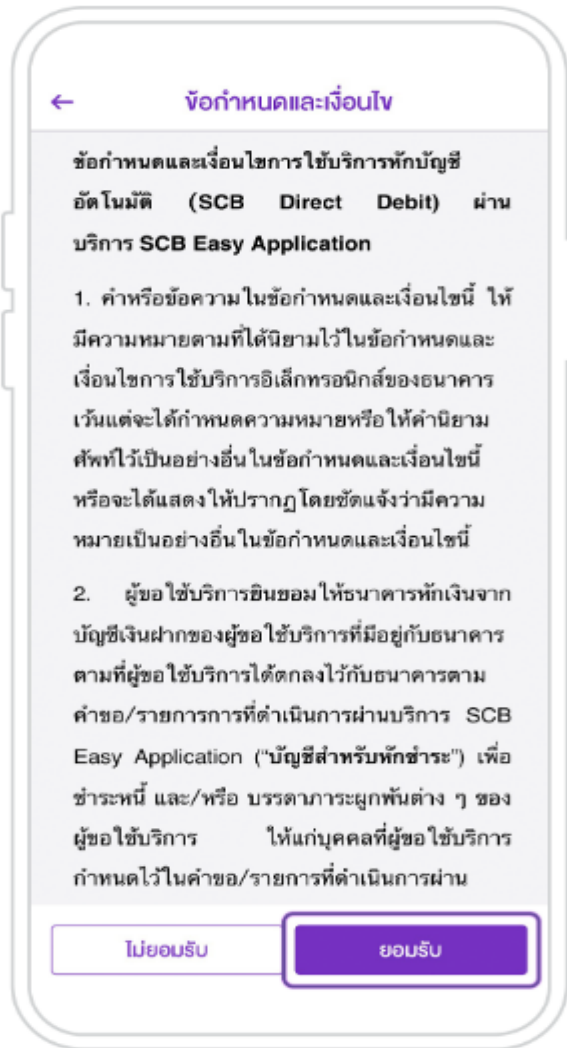 ← ข้อกำหนดและเงื่อนไข
ข้อกำหนดและเงื่อนไขการใช้บริการหักบัญชี
อัตโนมัติ (SCB Direct Debit) ผ่าน
บริการ SCB Easy Application
1. คำหรือข้อความในข้อกำหนดและเงื่อนไขนี้ ให้
มีความหมายตามที่ได้นิยามไว้ในข้อกำหนดและ
เงื่อนไขการใช้บริการอิเล็กทรอนิกส์ของธนาคาร
เว้นแต่จะได้กำหนดความหมายหรือให้คำนิยาม
ศัพท์ไว้เป็นอย่างอื่นในข้อกำหนดและเงื่อนไขนี้
หรือจะได้แสดงให้ปรากฏโดยชัดแจ้งว่ามีความ
หมายเป็นอย่างอื่นในข้อกำหนดและเงื่อนไขนี้
2. ผู้ขอใช้บริการยินยอมให้ธนาคารหักเงินจาก
บัญชีเงินฝากของผู้ขอใช้บริการที่มีอยู่กับธนาคาร
ตามที่ผู้ขอใช้บริการได้ตกลงไว้กับธนาคารตาม
คำขอ/รายการการที่ดำเนินการผ่านบริการ SCB
Easy Application (“บัญชีสำหรับหักชำระ”) เพื่อ
ชำระหนี้ และ/หรือ บรรดาภาระผูกพันต่าง ๆ ของ
ผู้ขอใช้บริการ ให้แก่บุคคลที่ผู้ขอใช้บริการ
กำหนดไว้ในคำขอ/รายการที่ดำเนินการผ่าน
ไม่ยอมรับ ยอมรับ